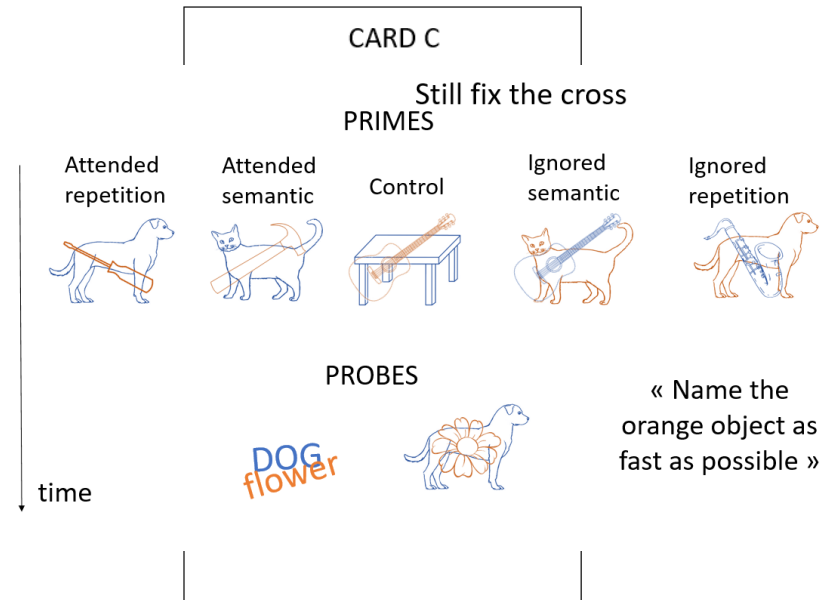 CARD C
Still fix the cross
PRIMES
Attended
repetition
Attended
semantic
Control
Ignored
semantic
Ignored
repetition
PROBES
« Name the
orange object as
fast as possible »
DOG
flower
time